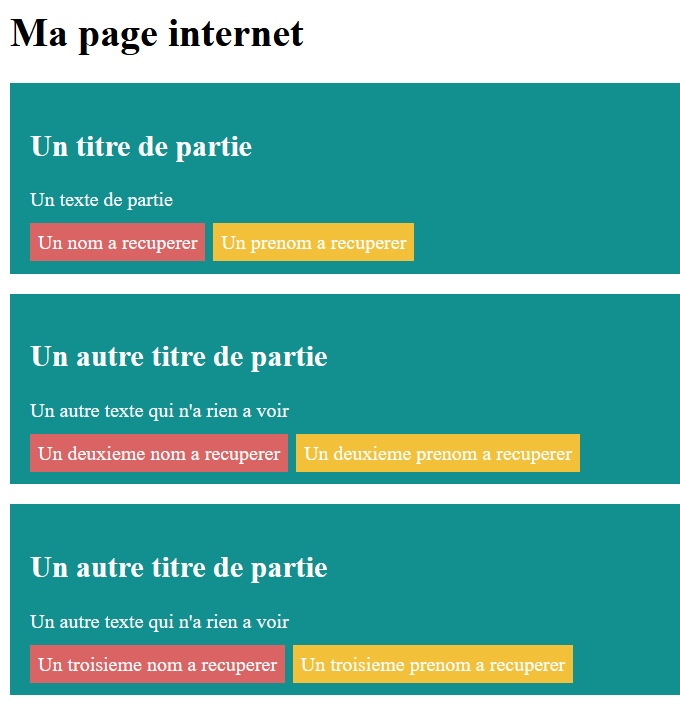 Ma page internet
Un titre de partie
Un texte de partie
Un nom a recuperer Un prenom a recuperer
Un autre titre de partie
Un autre texte qui n'a rien a voir
Un deuxieme nom a recuperer Un deuxieme prenom a recuperer
Un autre titre de partie
Un autre texte qui n'a rien a voir
Un troisieme nom a recuperer Un troisieme prenom a recuperer